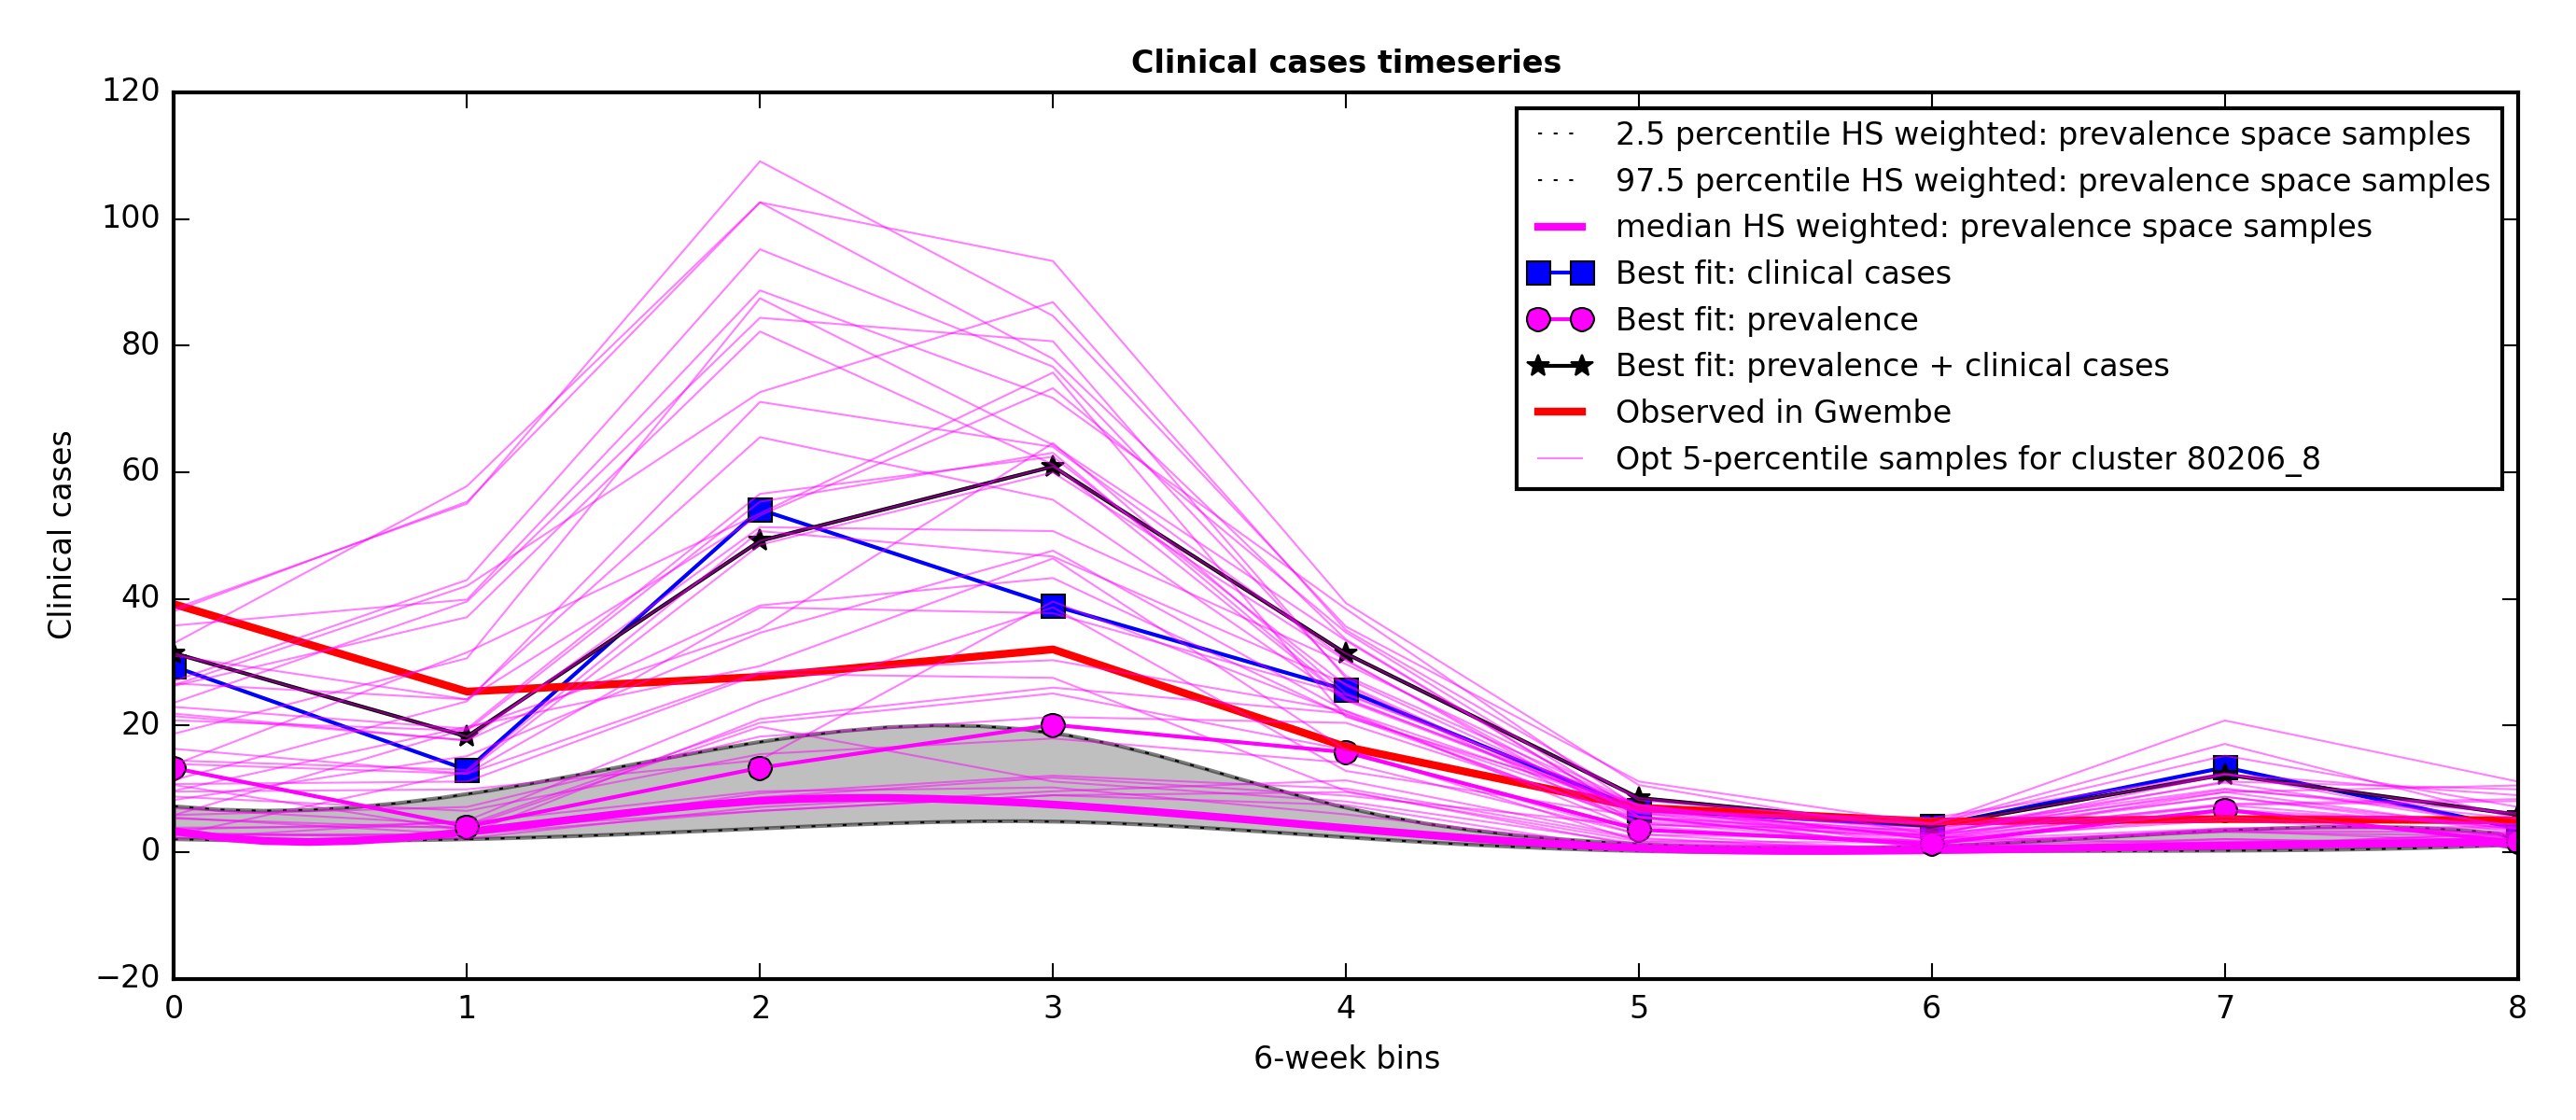 Clinical cases timeseries
120
100
80
60
40
20
0
−20
Clinical cases
2.5 percentile HS weighted: prevalence space samples
97.5 percentile HS weighted: prevalence space samples
median HS weighted: prevalence space samples
Best fit: clinical cases
Best fit: prevalence
Best fit: prevalence + clinical cases
Observed in Gwembe
Opt 5-percentile samples for cluster 80206_8
0 1 2 3 4 5 6 7 8
6-week bins